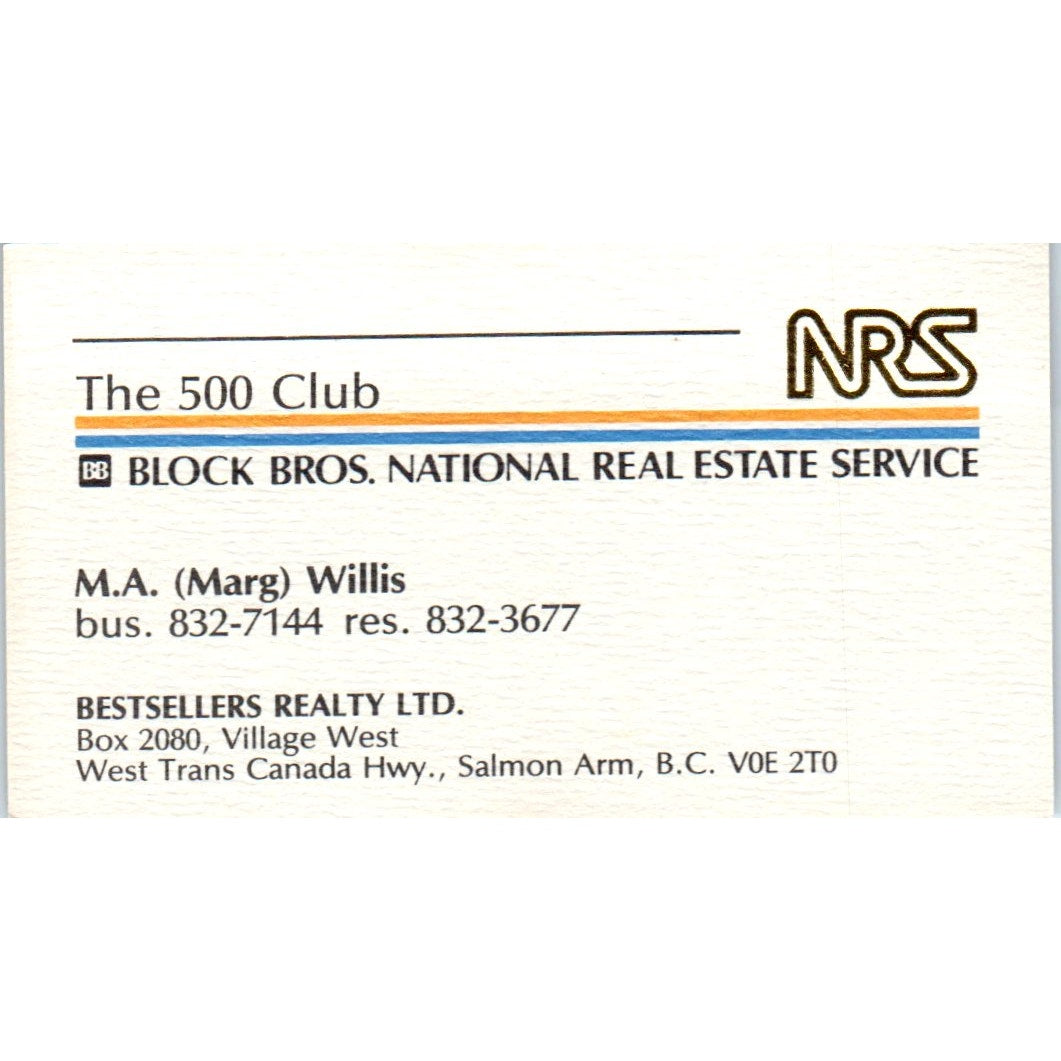 NRS
The 500 Club
BB BLOCK BROS. NATIONAL REAL ESTATE SERVICE
M.A. (Marg) Willis
bus. 832-7144 res. 832-3677
BESTSELLERS REALTY LTD.
Box 2080, Village West
West Trans Canada Hwy., Salmon Arm, B.C. V0E 2T0